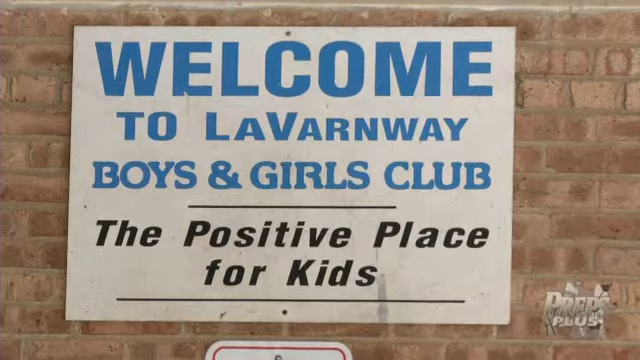 WELCOME
TO LAVARNWAY
BOYS & GIRLS CLUB
The Positive Place
for Kids
PREPS
PLUS